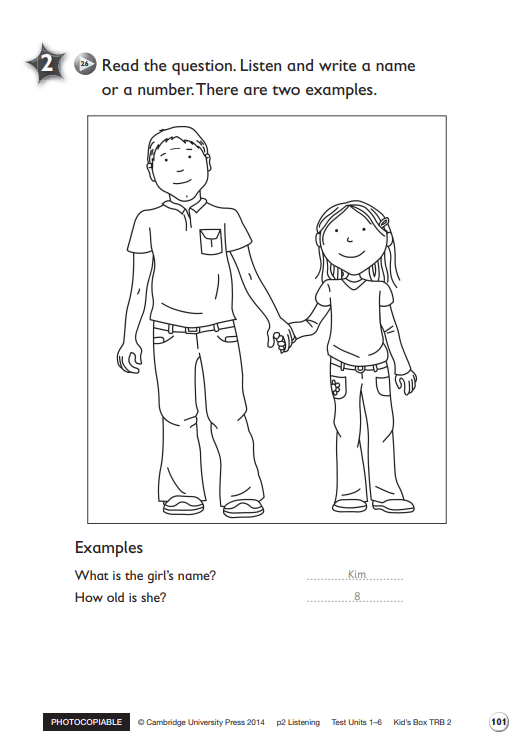 2 26 Read the question. Listen and write a name
or a number. There are two examples.
Examples
What is the girl's name? Kim
How old is she? 8
PHOTOCOPIABLE © Cambridge University Press 2014 p2 Listening Test Units 1–6 Kid's Box TRB 2 101